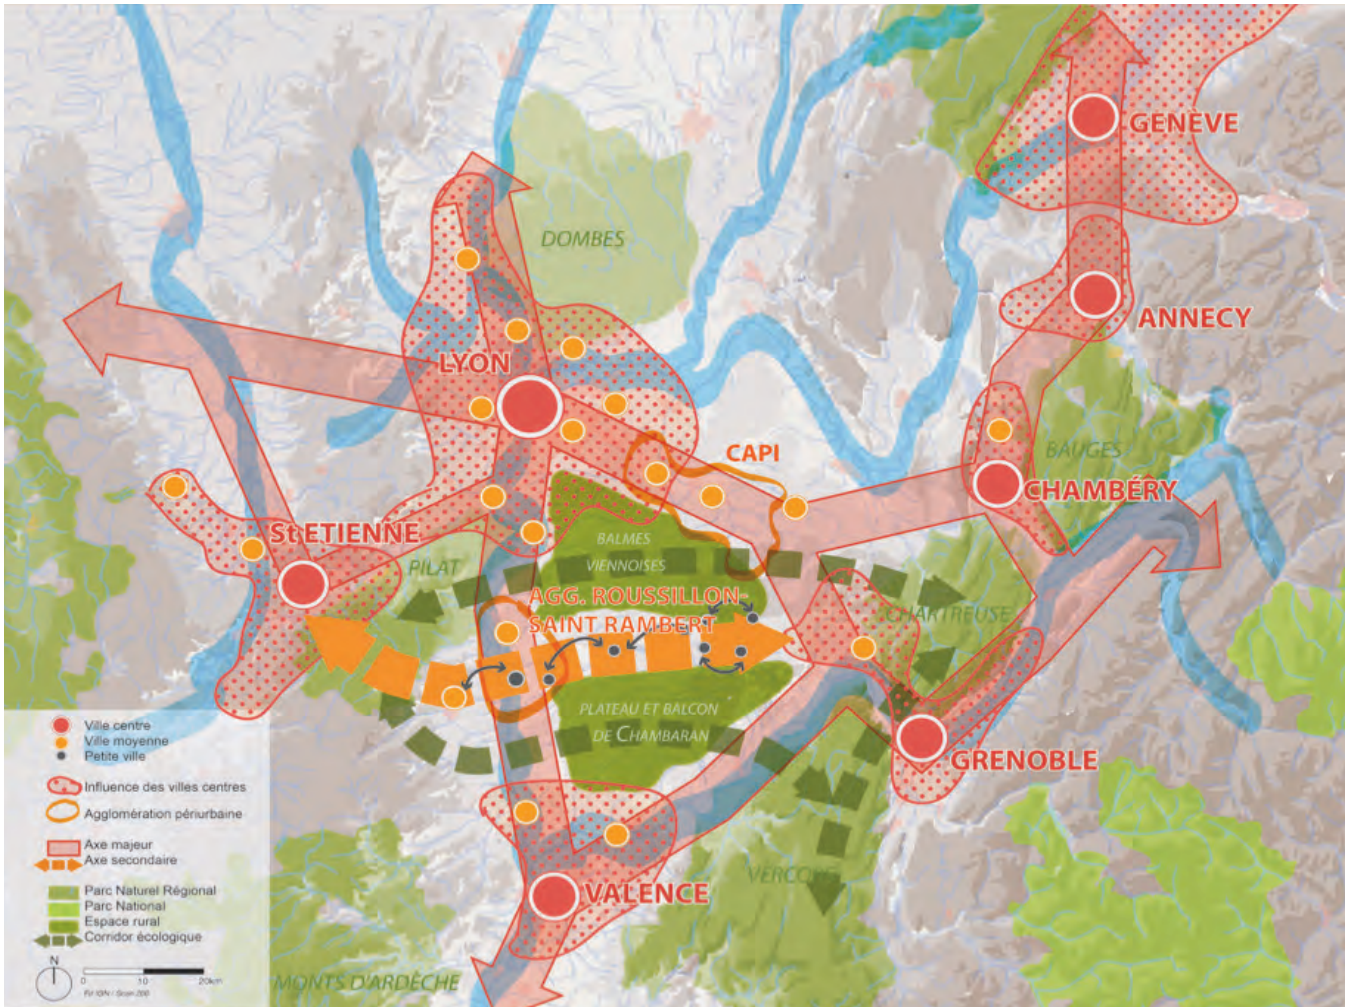 GENÈVE
DOMBES
ANNECY
LYON
CAPI
BAUGES
CHAMBÉRY
St ETIENNE
BALMES
VIENNOISES
PILAT
AGG. ROUSSILLON-
SAINT RAMBERT
CHARTREUSE
PLATEAU ET BALCON
DE CHAMBARAN
GRENOBLE
VERCORS
VALENCE
MONTS D'ARDÈCHE
Ville centre
Ville moyenne
Petite ville
Influence des villes centres
Agglomération périurbaine
Axe majeur
Axe secondaire
Parc Naturel Régional
Parc National
Espace rural
Corridor écologique
N
0 10 20km